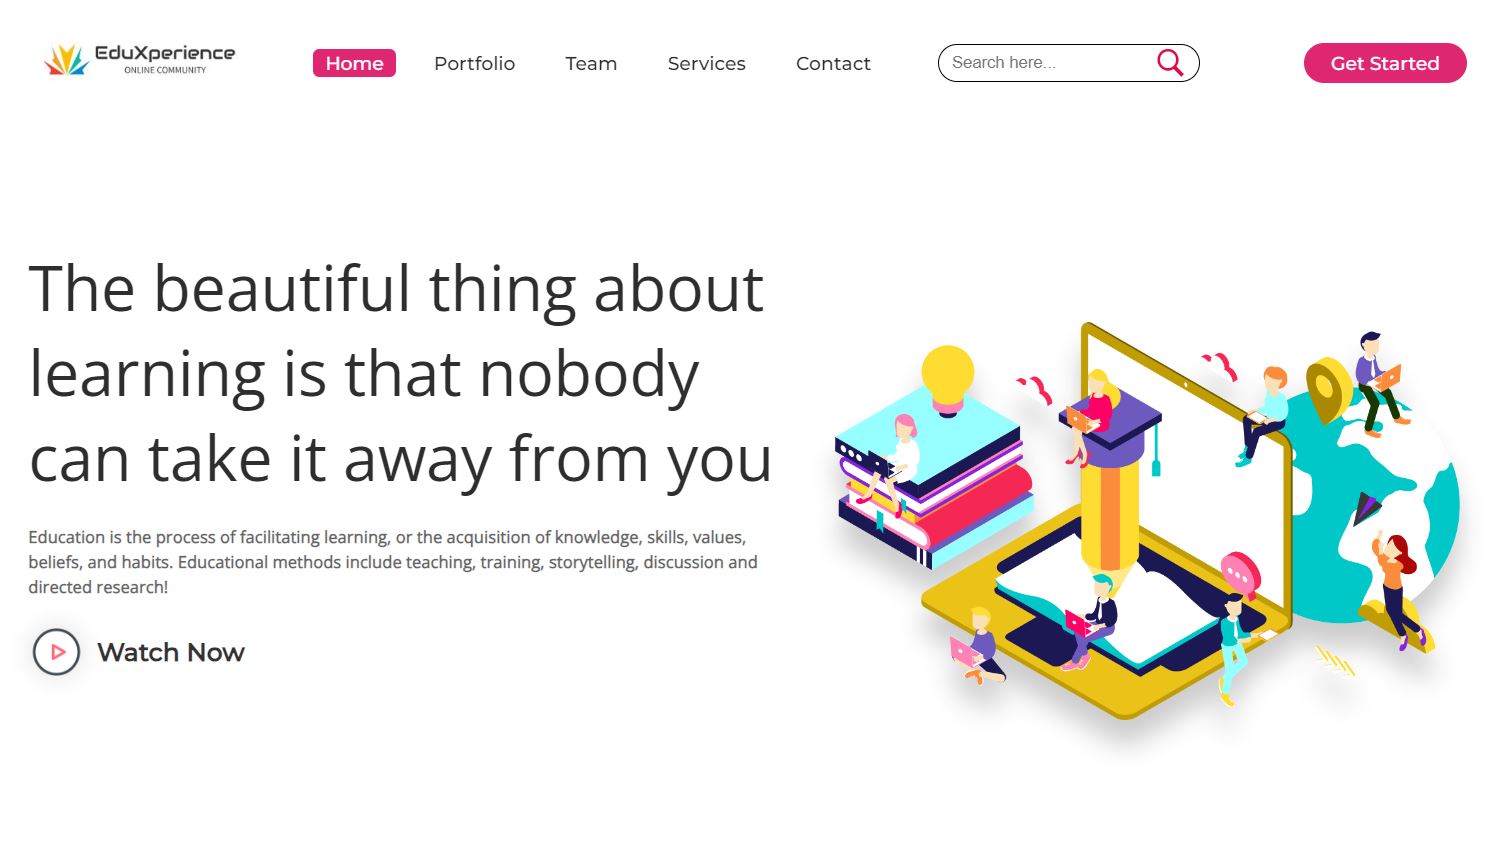 EduXperience
ONLINE COMMUNITY
Home
Portfolio
Team
Services
Contact
Search here...
Get Started
The beautiful thing about
learning is that nobody
can take it away from you
Education is the process of facilitating learning, or the acquisition of knowledge, skills, values,
beliefs, and habits. Educational methods include teaching, training, storytelling, discussion and
directed research!
Watch Now